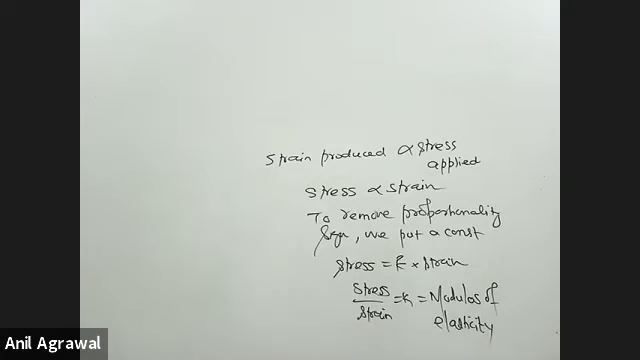 Strain produced ∝ stress
applied
stress ∝ strain
To remove proportionality
sign, we put a const
stress = k × strain
stress/strain = k = Modulos of
elasticity
Anil Agrawal